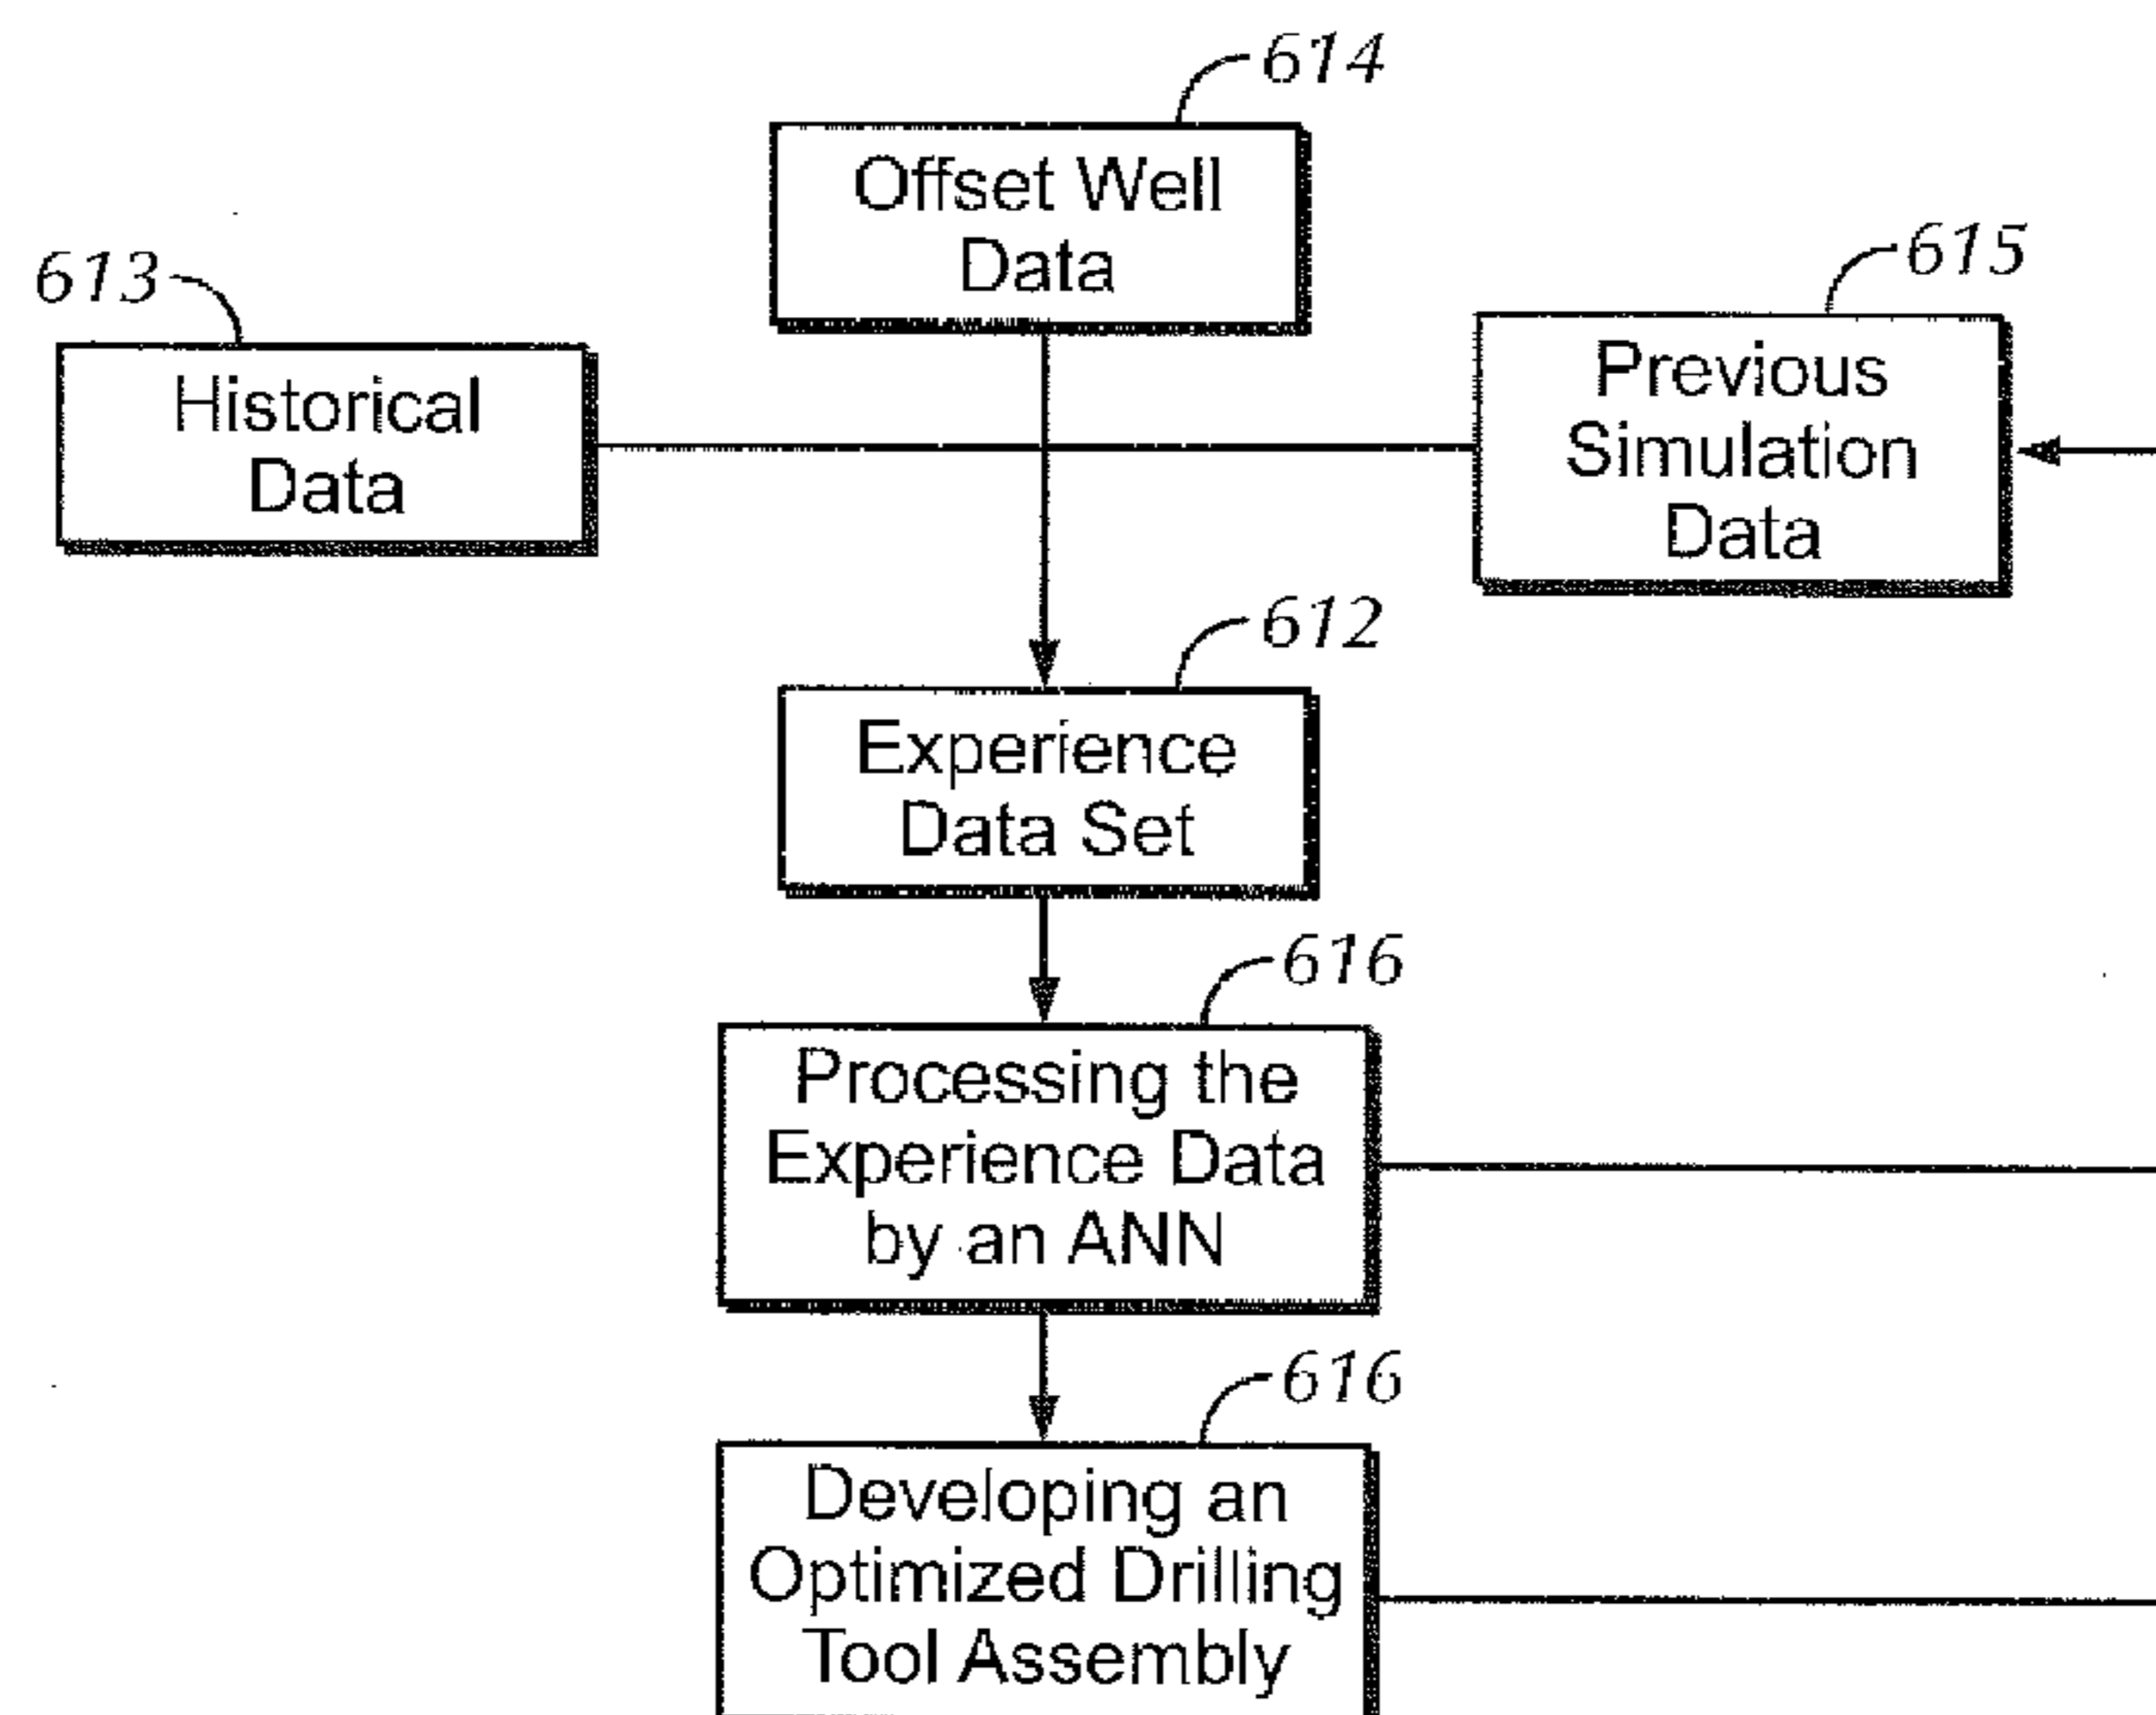 614
Offset Well
Data
613
Historical
Data
615
Previous
Simulation
Data
612
Experience
Data Set
616
Processing the
Experience Data
by an ANN
616
Developing an
Optimized Drilling
Tool Assembly